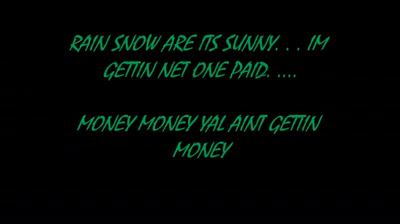 RAIN SNOW ARE ITS SUNNY. . . IM
GETTIN NET ONE PAID. ....
MONEY MONEY YAL AINT GETTIN
MONEY